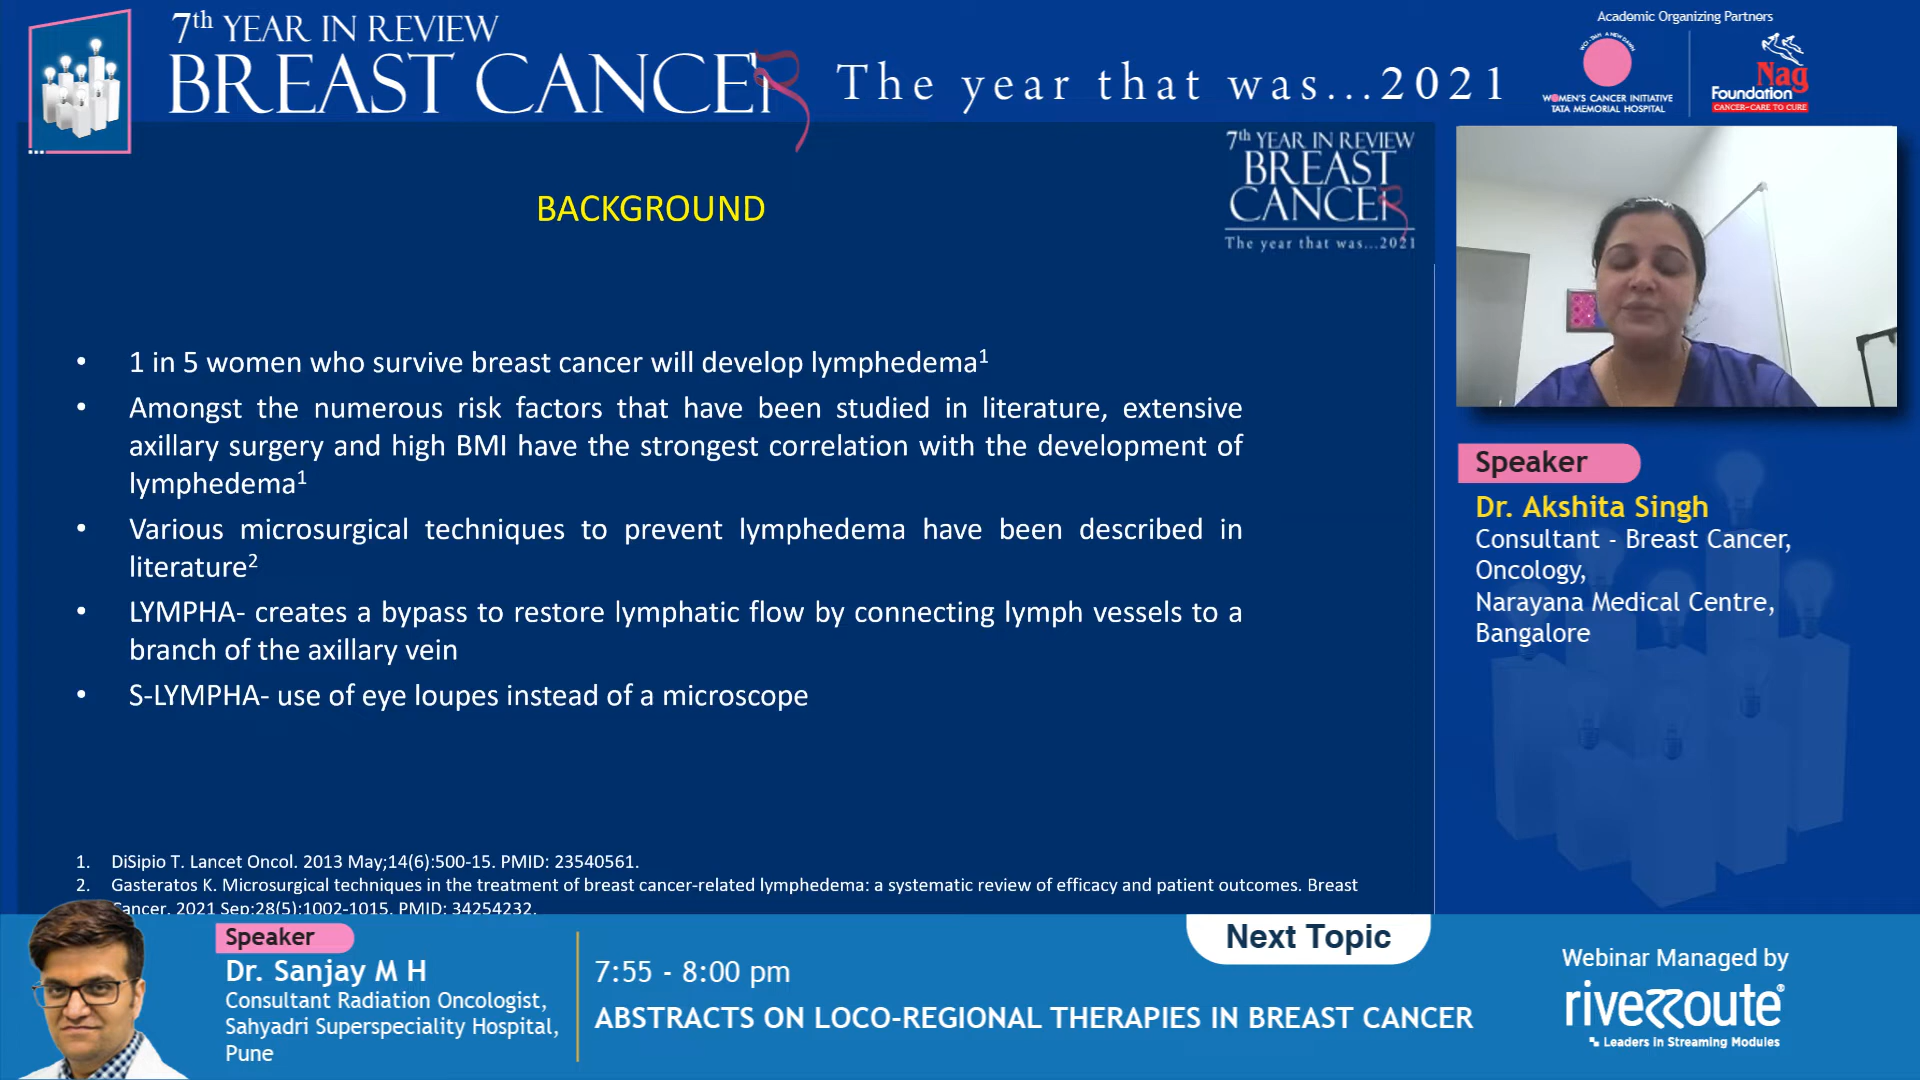 7th YEAR IN REVIEW
BREAST CANCER
The year that was...2021
Academic Organizing Partners
WOMEN'S CANCER INITIATIVE
TATA MEMORIAL HOSPITAL
Nag
Foundation
CANCER-CARE TO CURE
7th YEAR IN REVIEW
BREAST
CANCER
The year that was...2021
BACKGROUND
• 1 in 5 women who survive breast cancer will develop lymphedema1
• Amongst the numerous risk factors that have been studied in literature, extensive
axillary surgery and high BMI have the strongest correlation with the development of
lymphedema1
• Various microsurgical techniques to prevent lymphedema have been described in
literature2
• LYMPHA- creates a bypass to restore lymphatic flow by connecting lymph vessels to a
branch of the axillary vein
• S-LYMPHA- use of eye loupes instead of a microscope
1. DiSipio T. Lancet Oncol. 2013 May;14(6):500-15. PMID: 23540561.
2. Gasteratos K. Microsurgical techniques in the treatment of breast cancer-related lymphedema: a systematic review of efficacy and patient outcomes. Breast
Cancer. 2021 Sep;28(5):1002-1015. PMID: 34254232.
Speaker
Dr. Akshita Singh
Consultant - Breast Cancer,
Oncology,
Narayana Medical Centre,
Bangalore
Speaker
Dr. Sanjay M H
Consultant Radiation Oncologist,
Sahyadri Superspeciality Hospital,
Pune
Next Topic
7:55 - 8:00 pm
ABSTRACTS ON LOCO-REGIONAL THERAPIES IN BREAST CANCER
Webinar Managed by
riverroute
Leaders in Streaming Modules